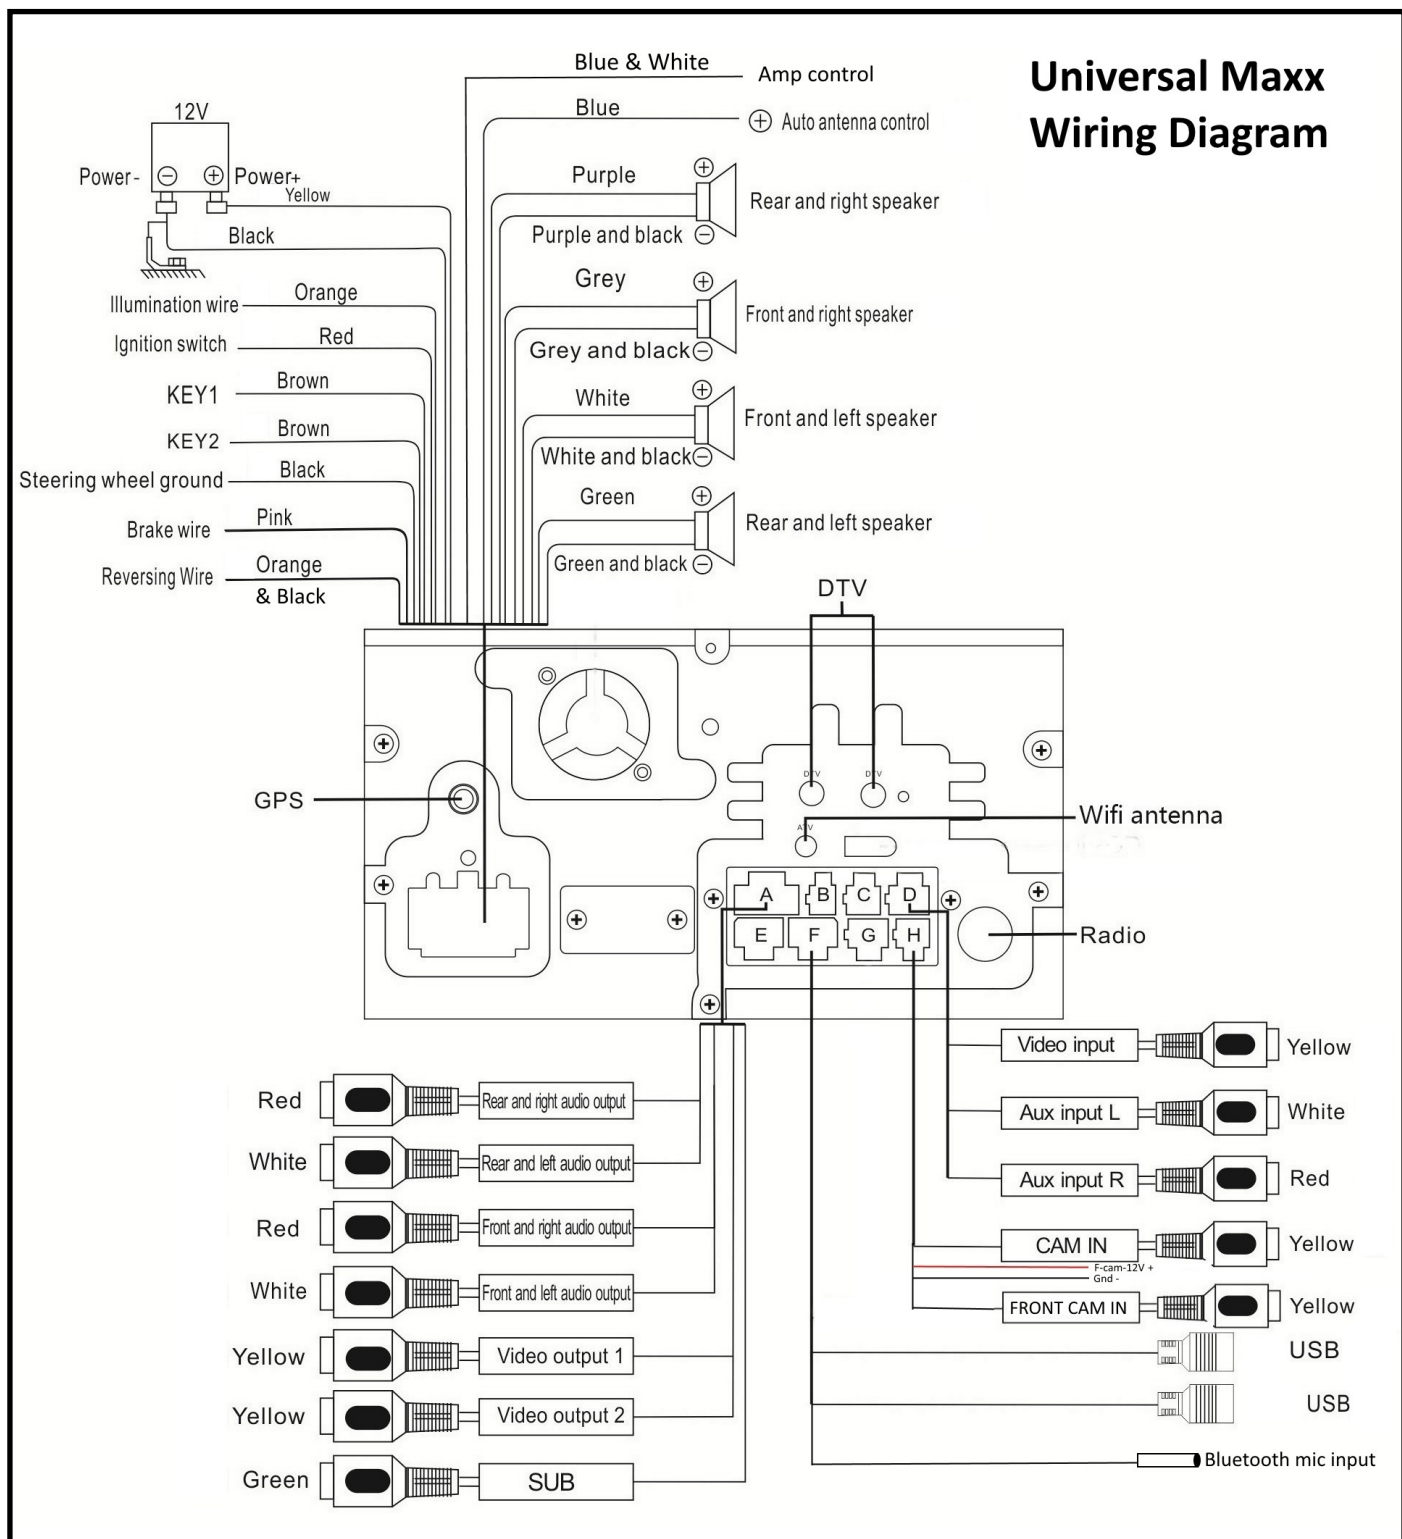 Universal Maxx
Wiring Diagram
Blue & White
Amp control
Blue
Auto antenna control
12V
Power-
Power+
Yellow
Black
Purple
Rear and right speaker
Purple and black
Illumination wire
Orange
Grey
Front and right speaker
Grey and black
Ignition switch
Red
KEY1
Brown
White
Front and left speaker
White and black
KEY2
Brown
Steering wheel ground
Black
Green
Rear and left speaker
Green and black
Brake wire
Pink
Reversing Wire
Orange
& Black
DTV
DTV
DTV
GPS
Wifi antenna
ATV
A
B
C
D
E
F
G
H
Radio
Red
Rear and right audio output
White
Rear and left audio output
Red
Front and right audio output
White
Front and left audio output
Yellow
Video output 1
Yellow
Video output 2
Green
SUB
Video input
Yellow
Aux input L
White
Aux input R
Red
CAM IN
Yellow
F-cam-12V +
Gnd -
FRONT CAM IN
Yellow
USB
USB
Bluetooth mic input